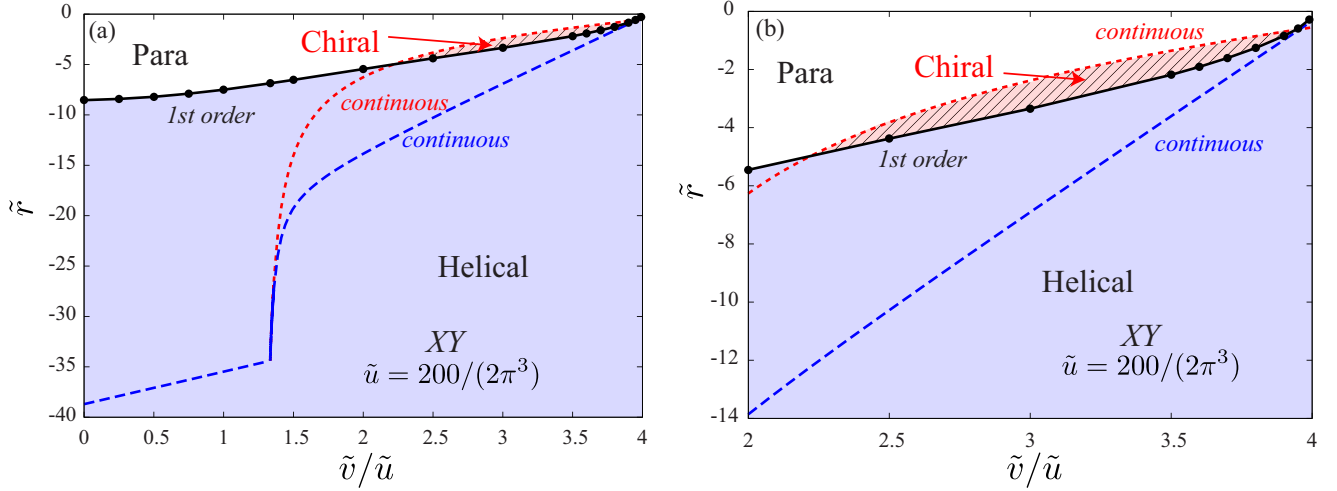 (a)
Para
Chiral
1st order
continuous
continuous
Helical
XY
ũ = 200/(2π³)
0
-5
-10
-15
-20
-25
-30
-35
-40
r̃
0 0.5 1 1.5 2 2.5 3 3.5 4
ṽ/ũ
(b)
continuous
Para
Chiral
1st order
continuous
Helical
XY
ũ = 200/(2π³)
0
-2
-4
-6
-8
-10
-12
-14
r̃
2 2.5 3 3.5 4
ṽ/ũ